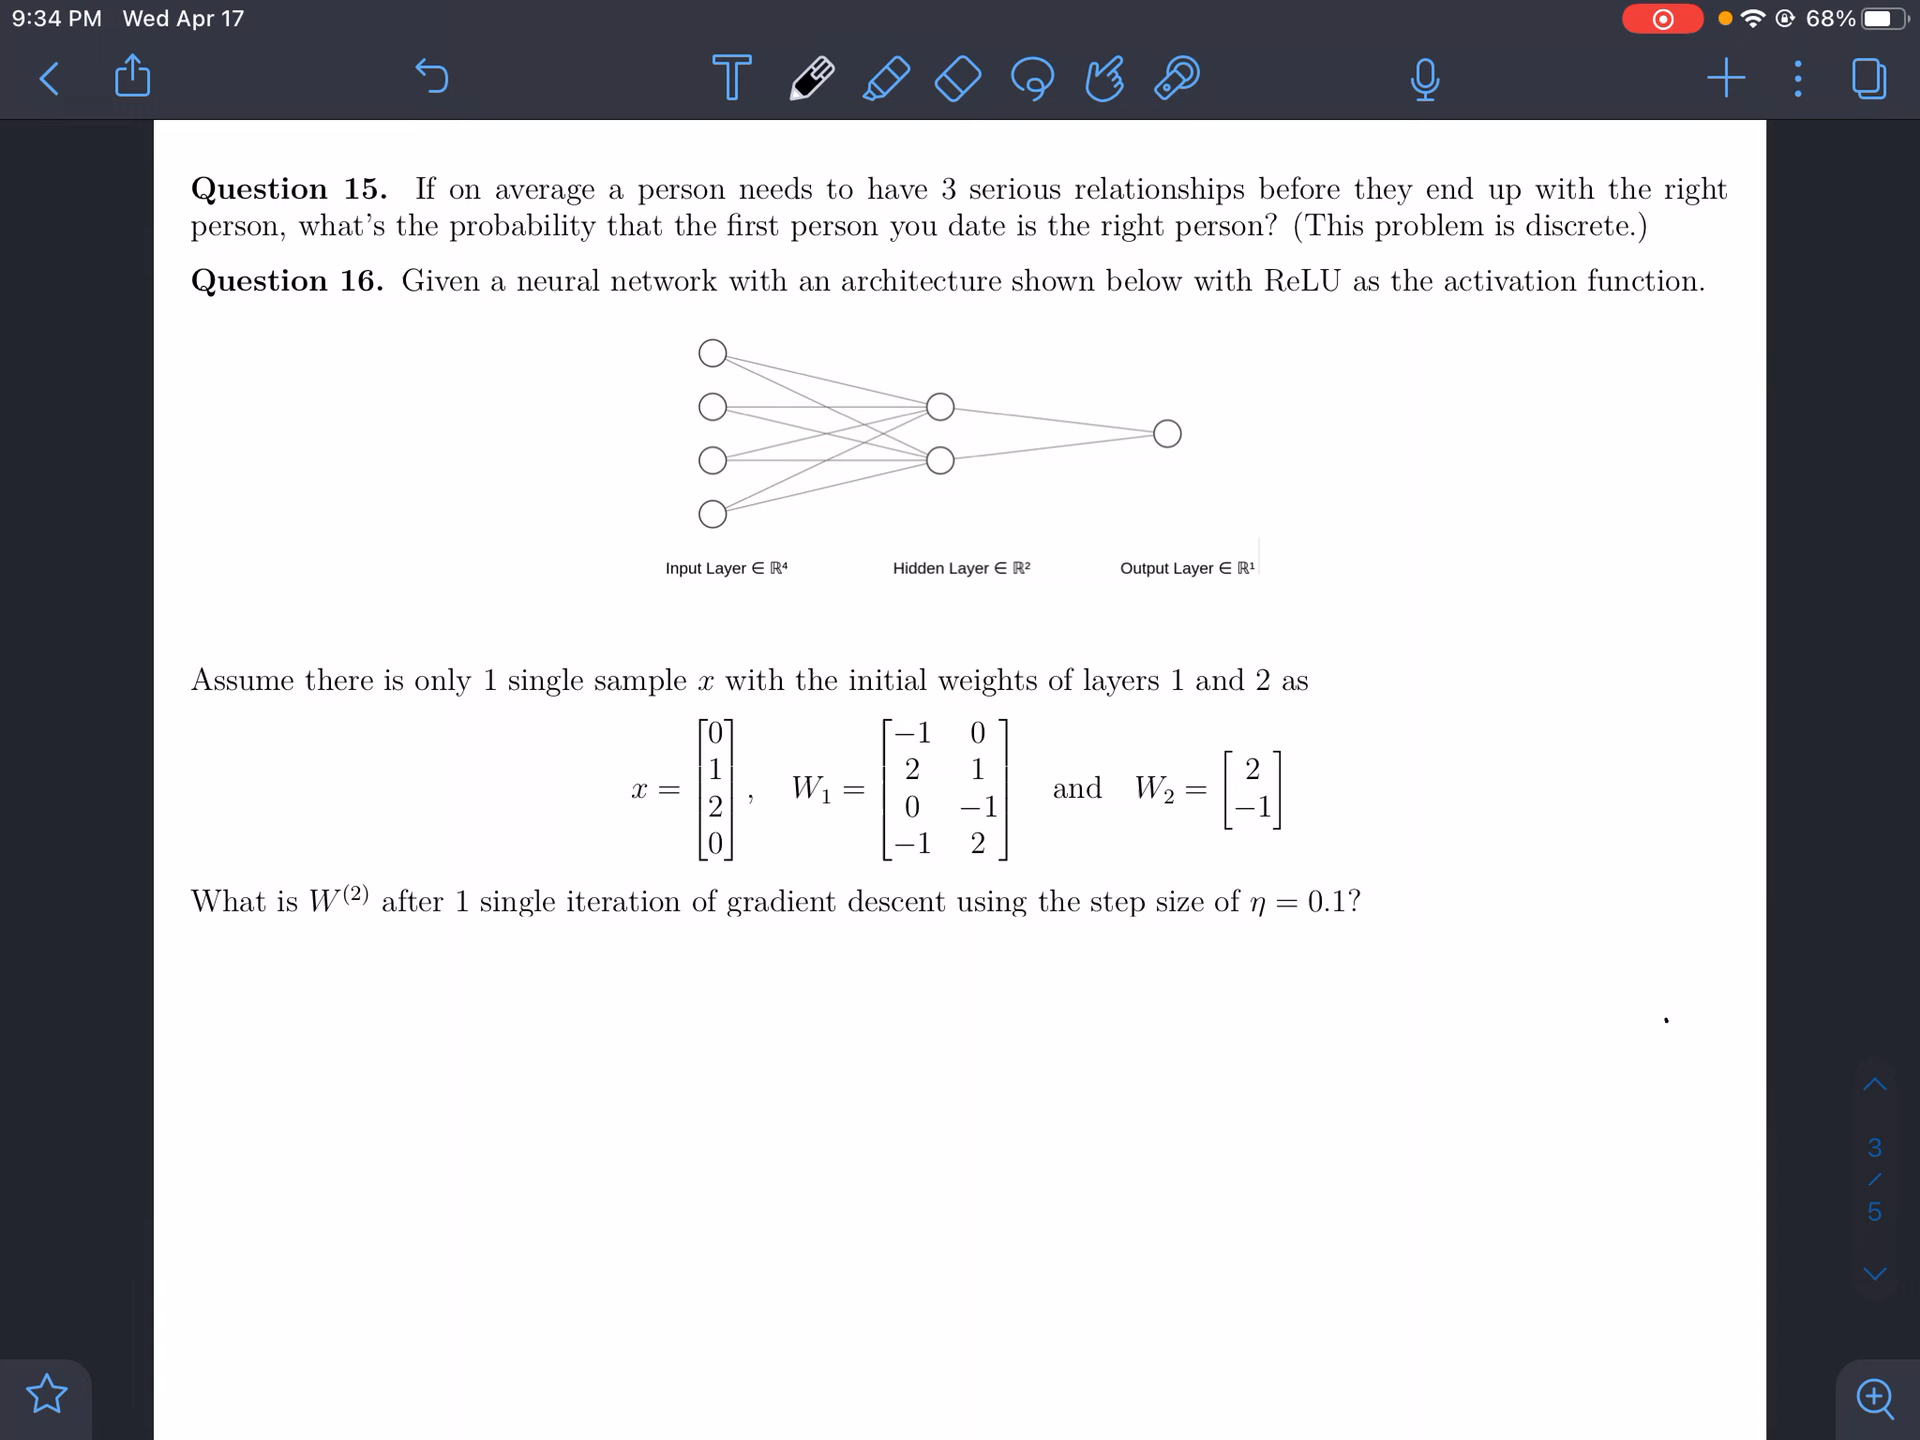 9:34 PM Wed Apr 17
68%
Question 15. If on average a person needs to have 3 serious relationships before they end up with the right
person, what's the probability that the first person you date is the right person? (This problem is discrete.)
Question 16. Given a neural network with an architecture shown below with ReLU as the activation function.
Input Layer ∈ ℝ⁴ Hidden Layer ∈ ℝ² Output Layer ∈ ℝ¹
Assume there is only 1 single sample x with the initial weights of layers 1 and 2 as
x = [0 1 2 0], W₁ = [−1 0 2 1 0 −1 −1 2] and W₂ = [2 −1]
What is W⁽²⁾ after 1 single iteration of gradient descent using the step size of η = 0.1?
3
/
5